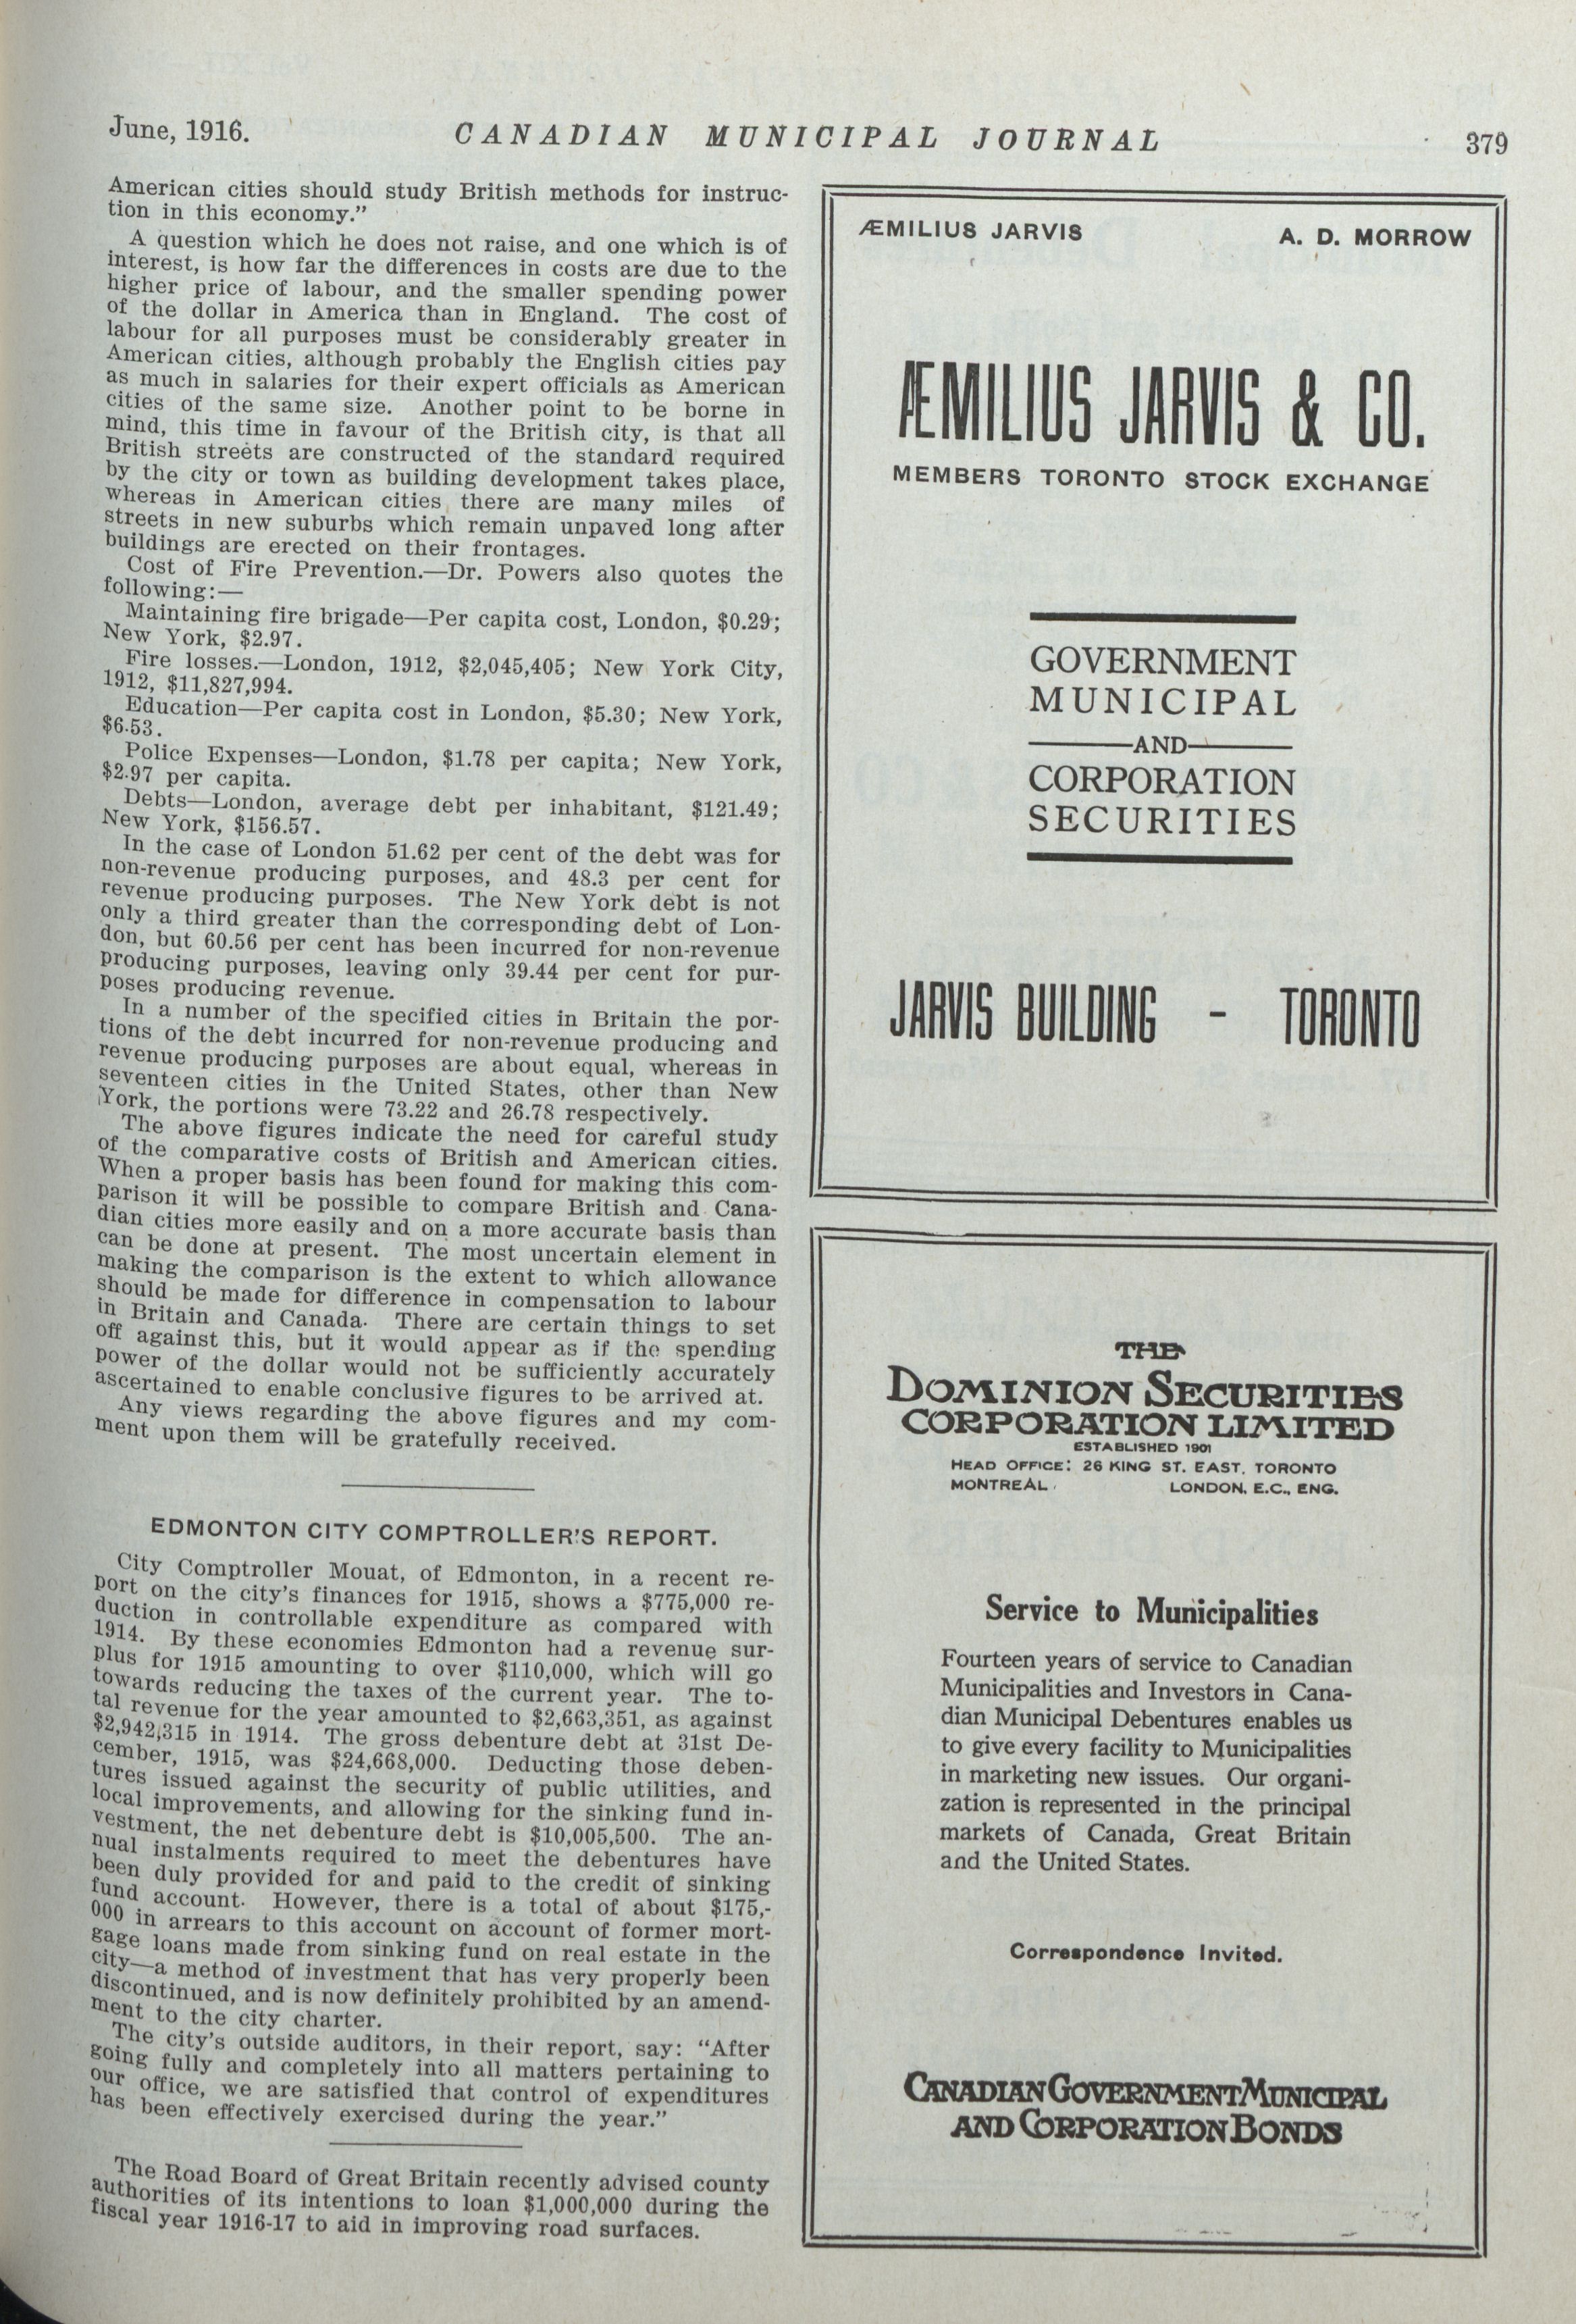 June, 1916.
CANADIAN MUNICIPAL JOURNAL
379
American cities should study British methods for instruc-
tion in this economy."
A question which he does not raise, and one which is of
interest, is how far the differences in costs are due to the
higher price of labour, and the smaller spending power
of the dollar in America than in England. The cost of
labour for all purposes must be considerably greater in
American cities, although probably the English cities pay
as much in salaries for their expert officials as American
cities of the same size. Another point to be borne in
mind, this time in favour of the British city, is that all
British streets are constructed of the standard required
by the city or town as building development takes place,
whereas in American cities there are many miles of
streets in new suburbs which remain unpaved long after
buildings are erected on their frontages.
Cost of Fire Prevention.—Dr. Powers also quotes the
following:—
Maintaining fire brigade—Per capita cost, London, $0.29;
New York, $2.97.
Fire losses.—London, 1912, $2,045,405; New York City,
1912, $11,827,994.
Education—Per capita cost in London, $5.30; New York,
$6.53.
Police Expenses—London, $1.78 per capita; New York,
$2.97 per capita.
Debts—London, average debt per inhabitant, $121.49;
New York, $156.57.
In the case of London 51.62 per cent of the debt was for
non-revenue producing purposes, and 48.3 per cent for
revenue producing purposes. The New York debt is not
only a third greater than the corresponding debt of Lon-
don, but 60.56 per cent has been incurred for non-revenue
producing purposes, leaving only 39.44 per cent for pur-
poses producing revenue.
In a number of the specified cities in Britain the por-
tions of the debt incurred for non-revenue producing and
revenue producing purposes are about equal, whereas in
seventeen cities in the United States, other than New
York, the portions were 73.22 and 26.78 respectively.
The above figures indicate the need for careful study
of the comparative costs of British and American cities.
When a proper basis has been found for making this com-
parison it will be possible to compare British and Cana-
dian cities more easily and on a more accurate basis than
can be done at present. The most uncertain element in
making the comparison is the extent to which allowance
should be made for difference in compensation to labour
in Britain and Canada. There are certain things to set
off against this, but it would appear as if the spending
power of the dollar would not be sufficiently accurately
ascertained to enable conclusive figures to be arrived at.
Any views regarding the above figures and my com-
ment upon them will be gratefully received.
EDMONTON CITY COMPTROLLER'S REPORT.
City Comptroller Mouat, of Edmonton, in a recent re-
port on the city's finances for 1915, shows a $775,000 re-
duction in controllable expenditure as compared with
1914. By these economies Edmonton had a revenue sur-
plus for 1915 amounting to over $110,000, which will go
towards reducing the taxes of the current year. The to-
tal revenue for the year amounted to $2,663,351, as against
$2,942,315 in 1914. The gross debenture debt at 31st De-
cember, 1915, was $24,668,000. Deducting those deben-
tures issued against the security of public utilities, and
local improvements, and allowing for the sinking fund in-
vestment, the net debenture debt is $10,005,500. The an-
nual instalments required to meet the debentures have
been duly provided for and paid to the credit of sinking
fund account. However, there is a total of about $175,-
000 in arrears to this account on account of former mort-
gage loans made from sinking fund on real estate in the
city—a method of investment that has very properly been
discontinued, and is now definitely prohibited by an amend-
ment to the city charter.
The city's outside auditors, in their report, say: "After
going fully and completely into all matters pertaining to
our office, we are satisfied that control of expenditures
has been effectively exercised during the year."
The Road Board of Great Britain recently advised county
authorities of its intentions to loan $1,000,000 during the
fiscal year 1916-17 to aid in improving road surfaces.
ÆMILIUS JARVIS
A. D. MORROW
ÆMILIUS JARVIS & CO.
MEMBERS TORONTO STOCK EXCHANGE
GOVERNMENT
MUNICIPAL
—AND—
CORPORATION
SECURITIES
JARVIS BUILDING - TORONTO
THE
DOMINION SECURITIES
CORPORATION LIMITED
ESTABLISHED 1901
HEAD OFFICE: 26 KING ST. EAST, TORONTO
MONTREAL LONDON, E.C., ENG.
Service to Municipalities
Fourteen years of service to Canadian
Municipalities and Investors in Cana-
dian Municipal Debentures enables us
to give every facility to Municipalities
in marketing new issues. Our organi-
zation is represented in the principal
markets of Canada, Great Britain
and the United States.
Correspondence Invited.
CANADIAN GOVERNMENT MUNICIPAL
AND CORPORATION BONDS